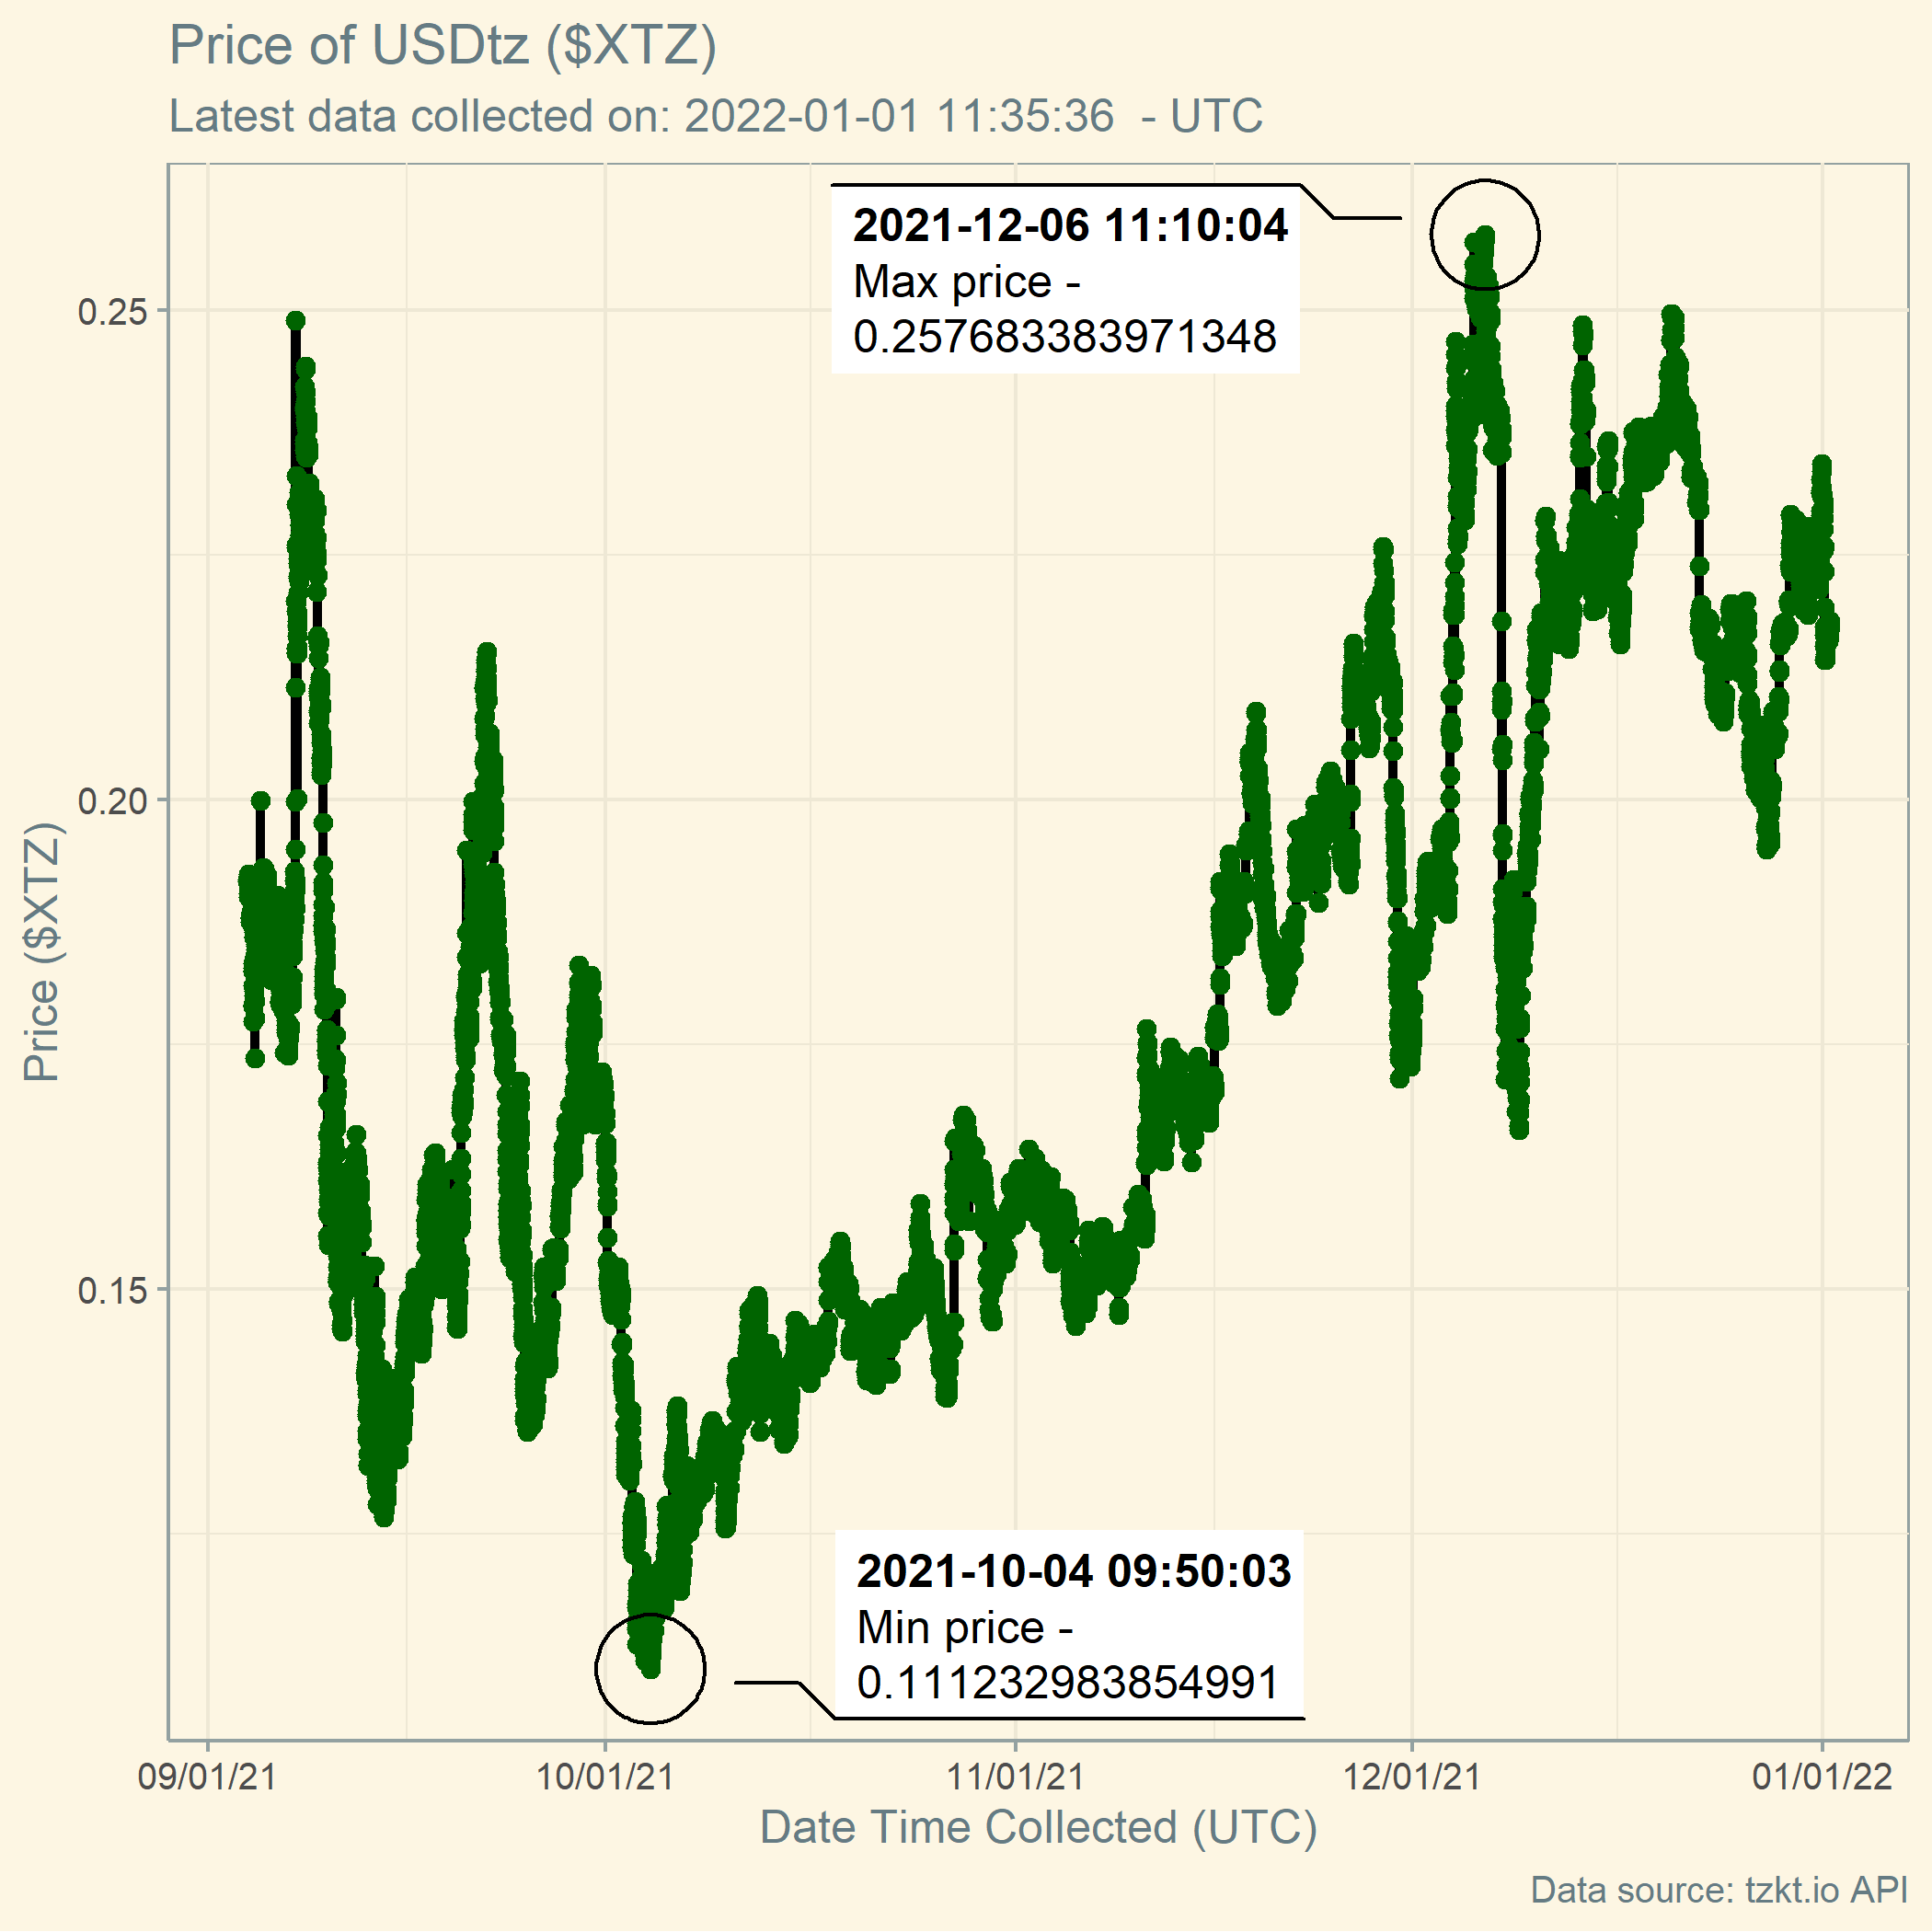 Price of USDtz ($XTZ)
Latest data collected on: 2022-01-01 11:35:36  - UTC
2021-12-06 11:10:04
Max price -
0.257683383971348
0.25
0.20
0.15
Price ($XTZ)
2021-10-04 09:50:03
Min price -
0.111232983854991
09/01/21
10/01/21
11/01/21
12/01/21
01/01/22
Date Time Collected (UTC)
Data source: tzkt.io API